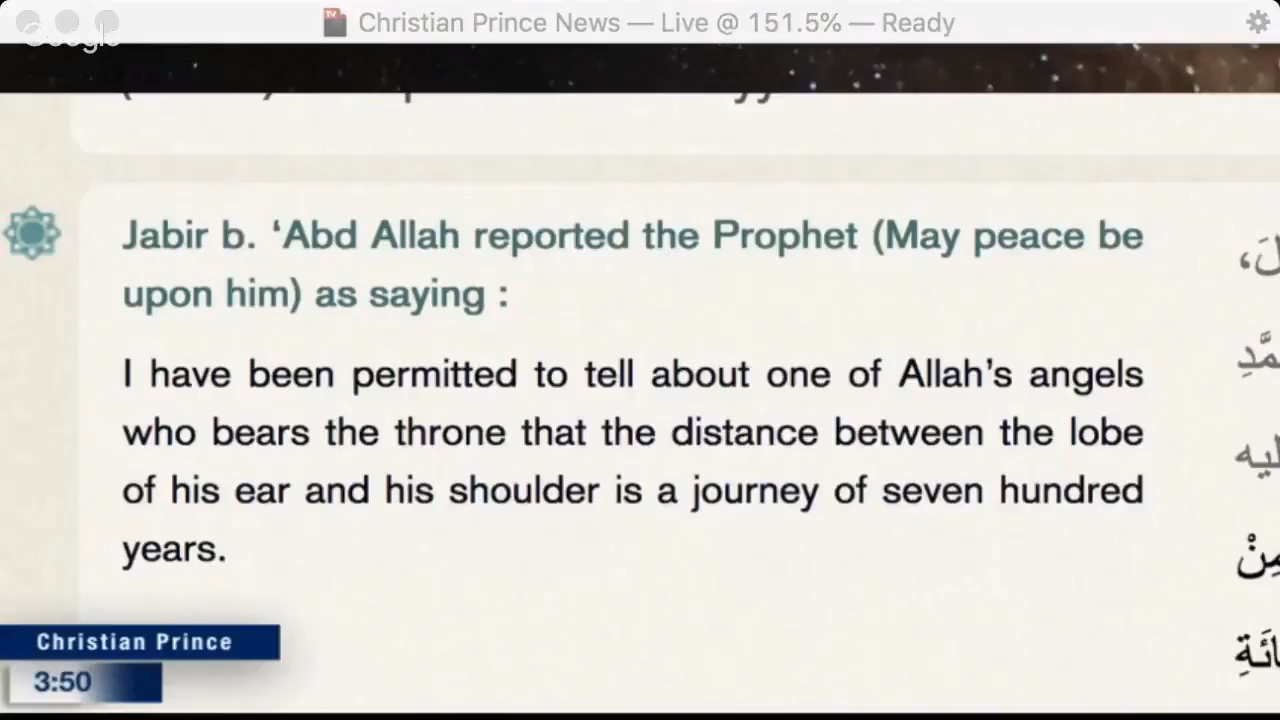 Christian Prince News — Live @ 151.5% — Ready
Google
Jabir b. ‘Abd Allah reported the Prophet (May peace be
upon him) as saying :
I have been permitted to tell about one of Allah’s angels
who bears the throne that the distance between the lobe
of his ear and his shoulder is a journey of seven hundred
years.
Christian Prince
3:50